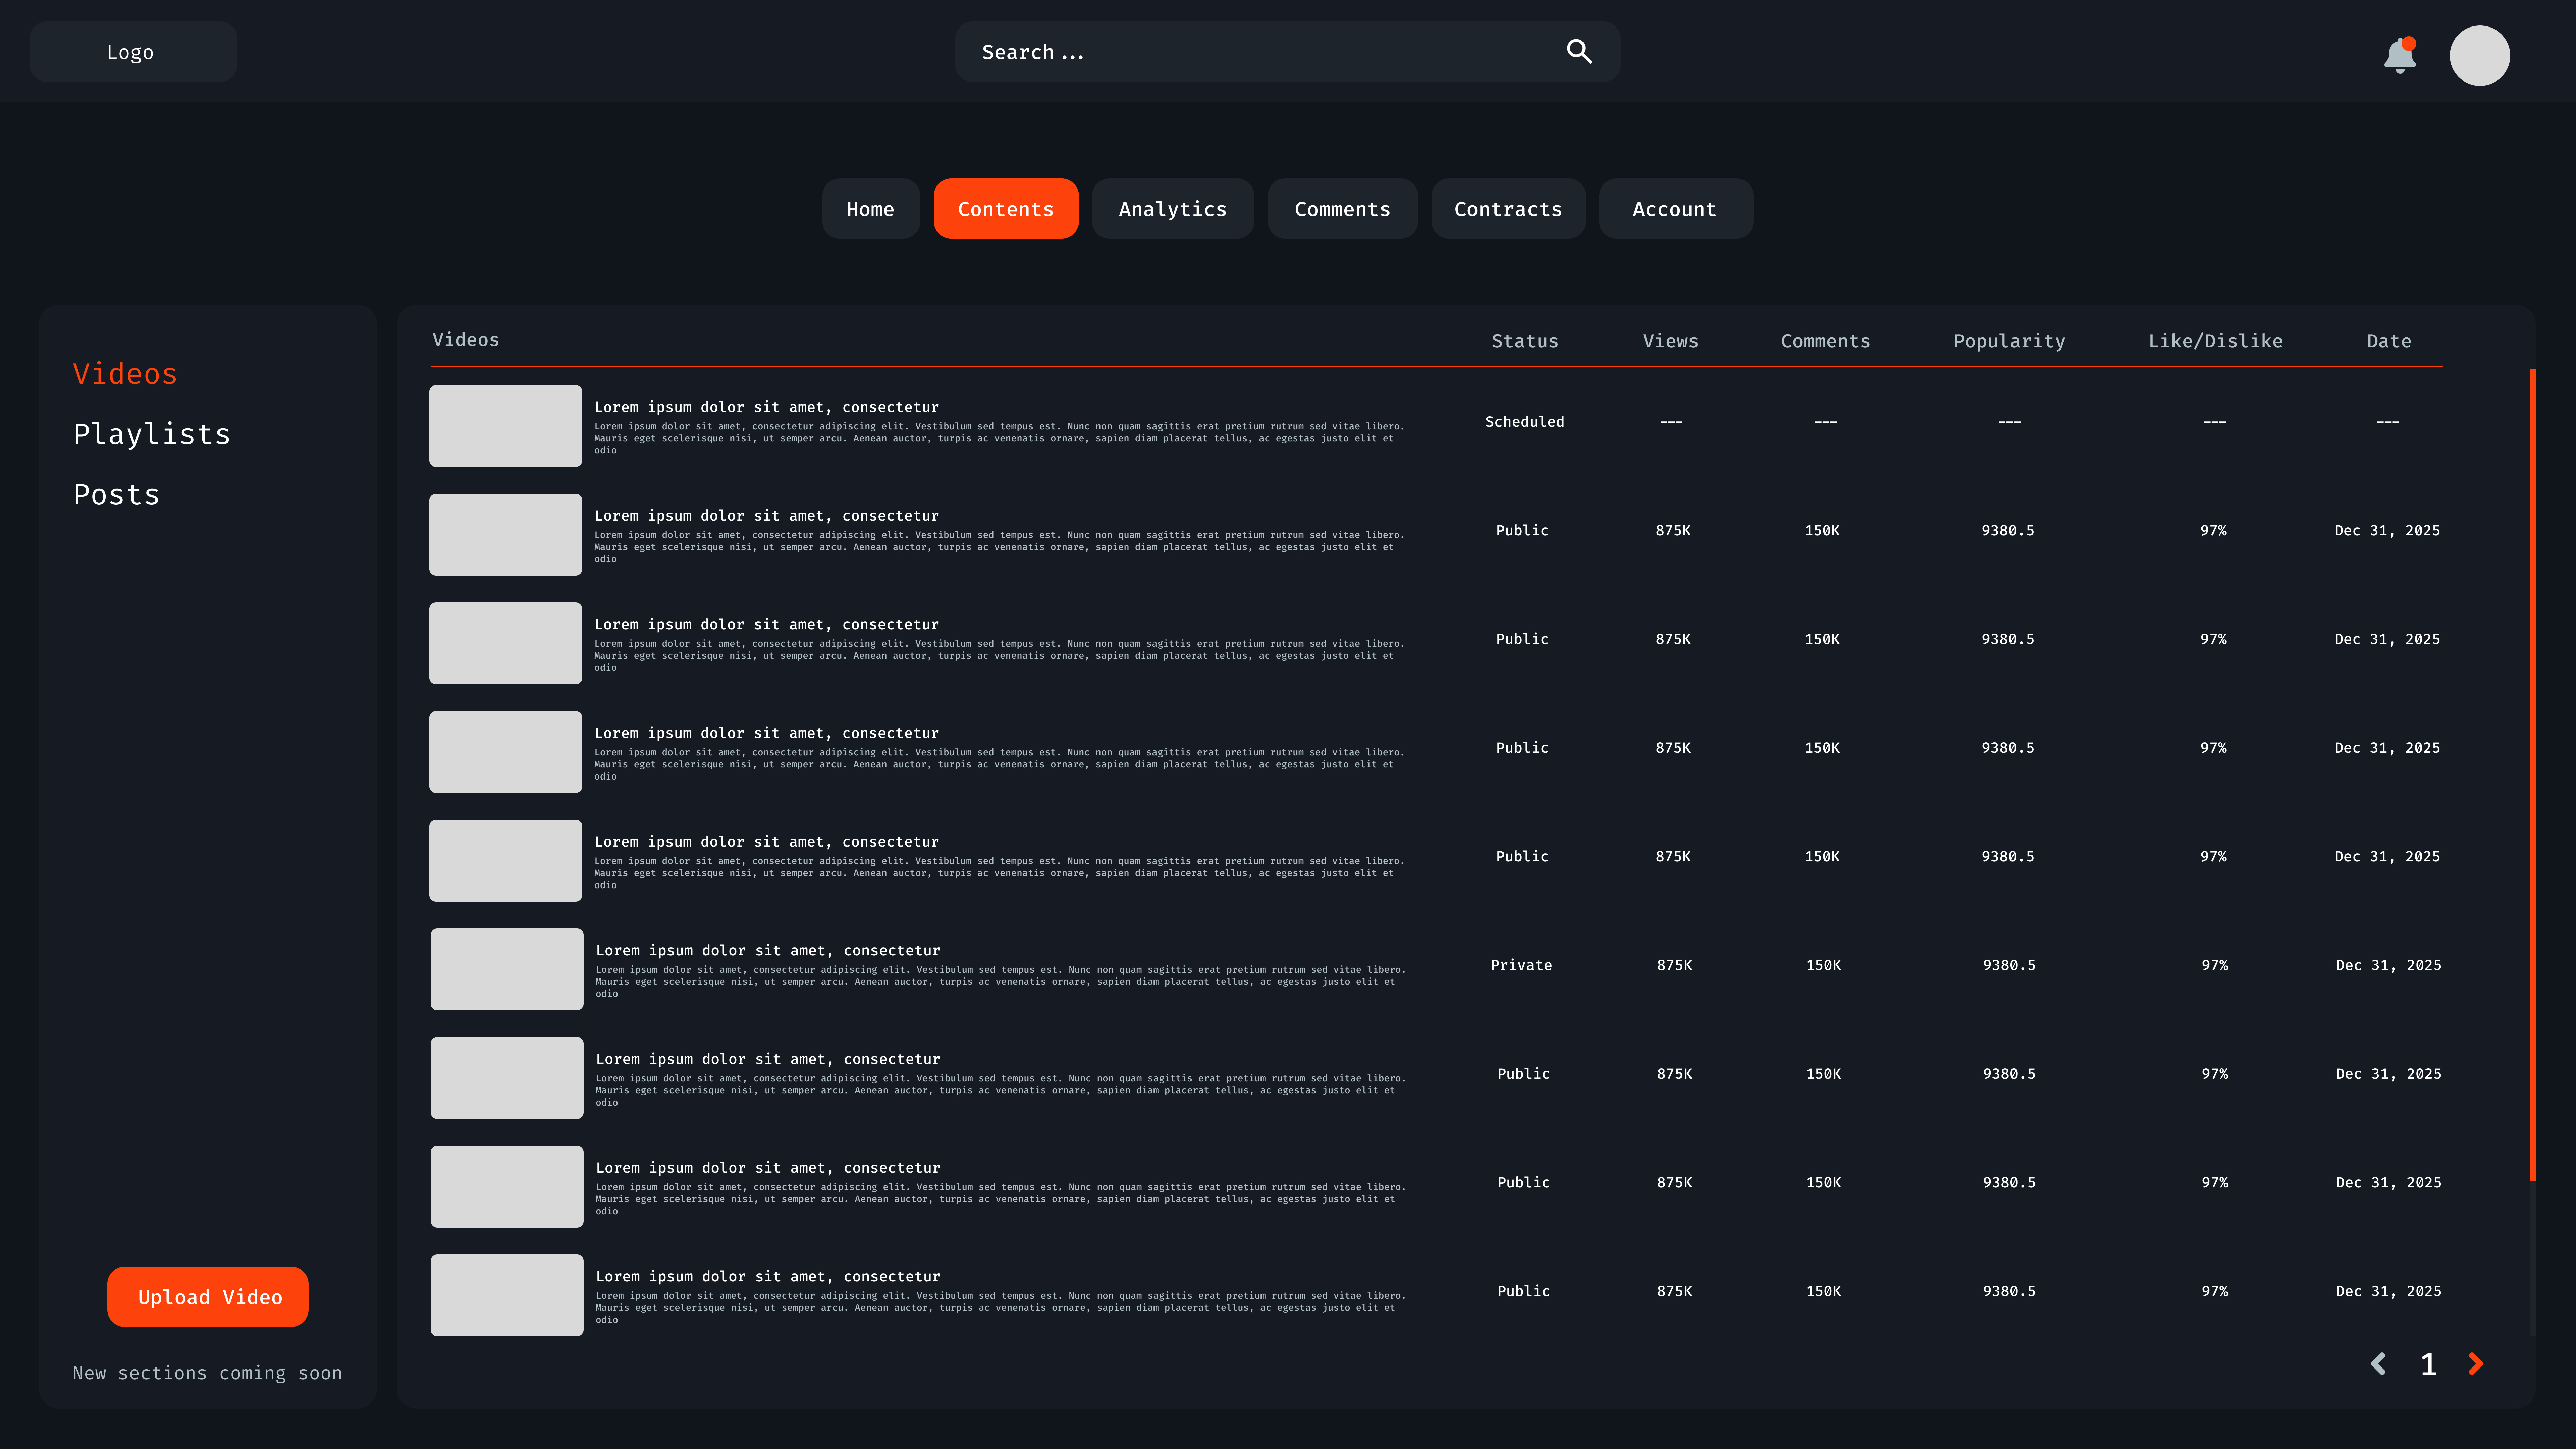 Logo
Search ...
Home
Contents
Analytics
Comments
Contracts
Account
Videos
Playlists
Posts
Upload Video
New sections coming soon
Videos Status Views Comments Popularity Like/Dislike Date
Lorem ipsum dolor sit amet, consectetur
Lorem ipsum dolor sit amet, consectetur adipiscing elit. Vestibulum sed tempus est. Nunc non quam sagittis erat pretium rutrum sed vitae libero.
Mauris eget scelerisque nisi, ut semper arcu. Aenean auctor, turpis ac venenatis ornare, sapien diam placerat tellus, ac egestas justo elit et
odio
Scheduled --- --- --- --- ---
Lorem ipsum dolor sit amet, consectetur
Lorem ipsum dolor sit amet, consectetur adipiscing elit. Vestibulum sed tempus est. Nunc non quam sagittis erat pretium rutrum sed vitae libero.
Mauris eget scelerisque nisi, ut semper arcu. Aenean auctor, turpis ac venenatis ornare, sapien diam placerat tellus, ac egestas justo elit et
odio
Public 875K 150K 9380.5 97% Dec 31, 2025
Lorem ipsum dolor sit amet, consectetur
Lorem ipsum dolor sit amet, consectetur adipiscing elit. Vestibulum sed tempus est. Nunc non quam sagittis erat pretium rutrum sed vitae libero.
Mauris eget scelerisque nisi, ut semper arcu. Aenean auctor, turpis ac venenatis ornare, sapien diam placerat tellus, ac egestas justo elit et
odio
Public 875K 150K 9380.5 97% Dec 31, 2025
Lorem ipsum dolor sit amet, consectetur
Lorem ipsum dolor sit amet, consectetur adipiscing elit. Vestibulum sed tempus est. Nunc non quam sagittis erat pretium rutrum sed vitae libero.
Mauris eget scelerisque nisi, ut semper arcu. Aenean auctor, turpis ac venenatis ornare, sapien diam placerat tellus, ac egestas justo elit et
odio
Public 875K 150K 9380.5 97% Dec 31, 2025
Lorem ipsum dolor sit amet, consectetur
Lorem ipsum dolor sit amet, consectetur adipiscing elit. Vestibulum sed tempus est. Nunc non quam sagittis erat pretium rutrum sed vitae libero.
Mauris eget scelerisque nisi, ut semper arcu. Aenean auctor, turpis ac venenatis ornare, sapien diam placerat tellus, ac egestas justo elit et
odio
Public 875K 150K 9380.5 97% Dec 31, 2025
Lorem ipsum dolor sit amet, consectetur
Lorem ipsum dolor sit amet, consectetur adipiscing elit. Vestibulum sed tempus est. Nunc non quam sagittis erat pretium rutrum sed vitae libero.
Mauris eget scelerisque nisi, ut semper arcu. Aenean auctor, turpis ac venenatis ornare, sapien diam placerat tellus, ac egestas justo elit et
odio
Private 875K 150K 9380.5 97% Dec 31, 2025
Lorem ipsum dolor sit amet, consectetur
Lorem ipsum dolor sit amet, consectetur adipiscing elit. Vestibulum sed tempus est. Nunc non quam sagittis erat pretium rutrum sed vitae libero.
Mauris eget scelerisque nisi, ut semper arcu. Aenean auctor, turpis ac venenatis ornare, sapien diam placerat tellus, ac egestas justo elit et
odio
Public 875K 150K 9380.5 97% Dec 31, 2025
Lorem ipsum dolor sit amet, consectetur
Lorem ipsum dolor sit amet, consectetur adipiscing elit. Vestibulum sed tempus est. Nunc non quam sagittis erat pretium rutrum sed vitae libero.
Mauris eget scelerisque nisi, ut semper arcu. Aenean auctor, turpis ac venenatis ornare, sapien diam placerat tellus, ac egestas justo elit et
odio
Public 875K 150K 9380.5 97% Dec 31, 2025
Lorem ipsum dolor sit amet, consectetur
Lorem ipsum dolor sit amet, consectetur adipiscing elit. Vestibulum sed tempus est. Nunc non quam sagittis erat pretium rutrum sed vitae libero.
Mauris eget scelerisque nisi, ut semper arcu. Aenean auctor, turpis ac venenatis ornare, sapien diam placerat tellus, ac egestas justo elit et
odio
Public 875K 150K 9380.5 97% Dec 31, 2025
1